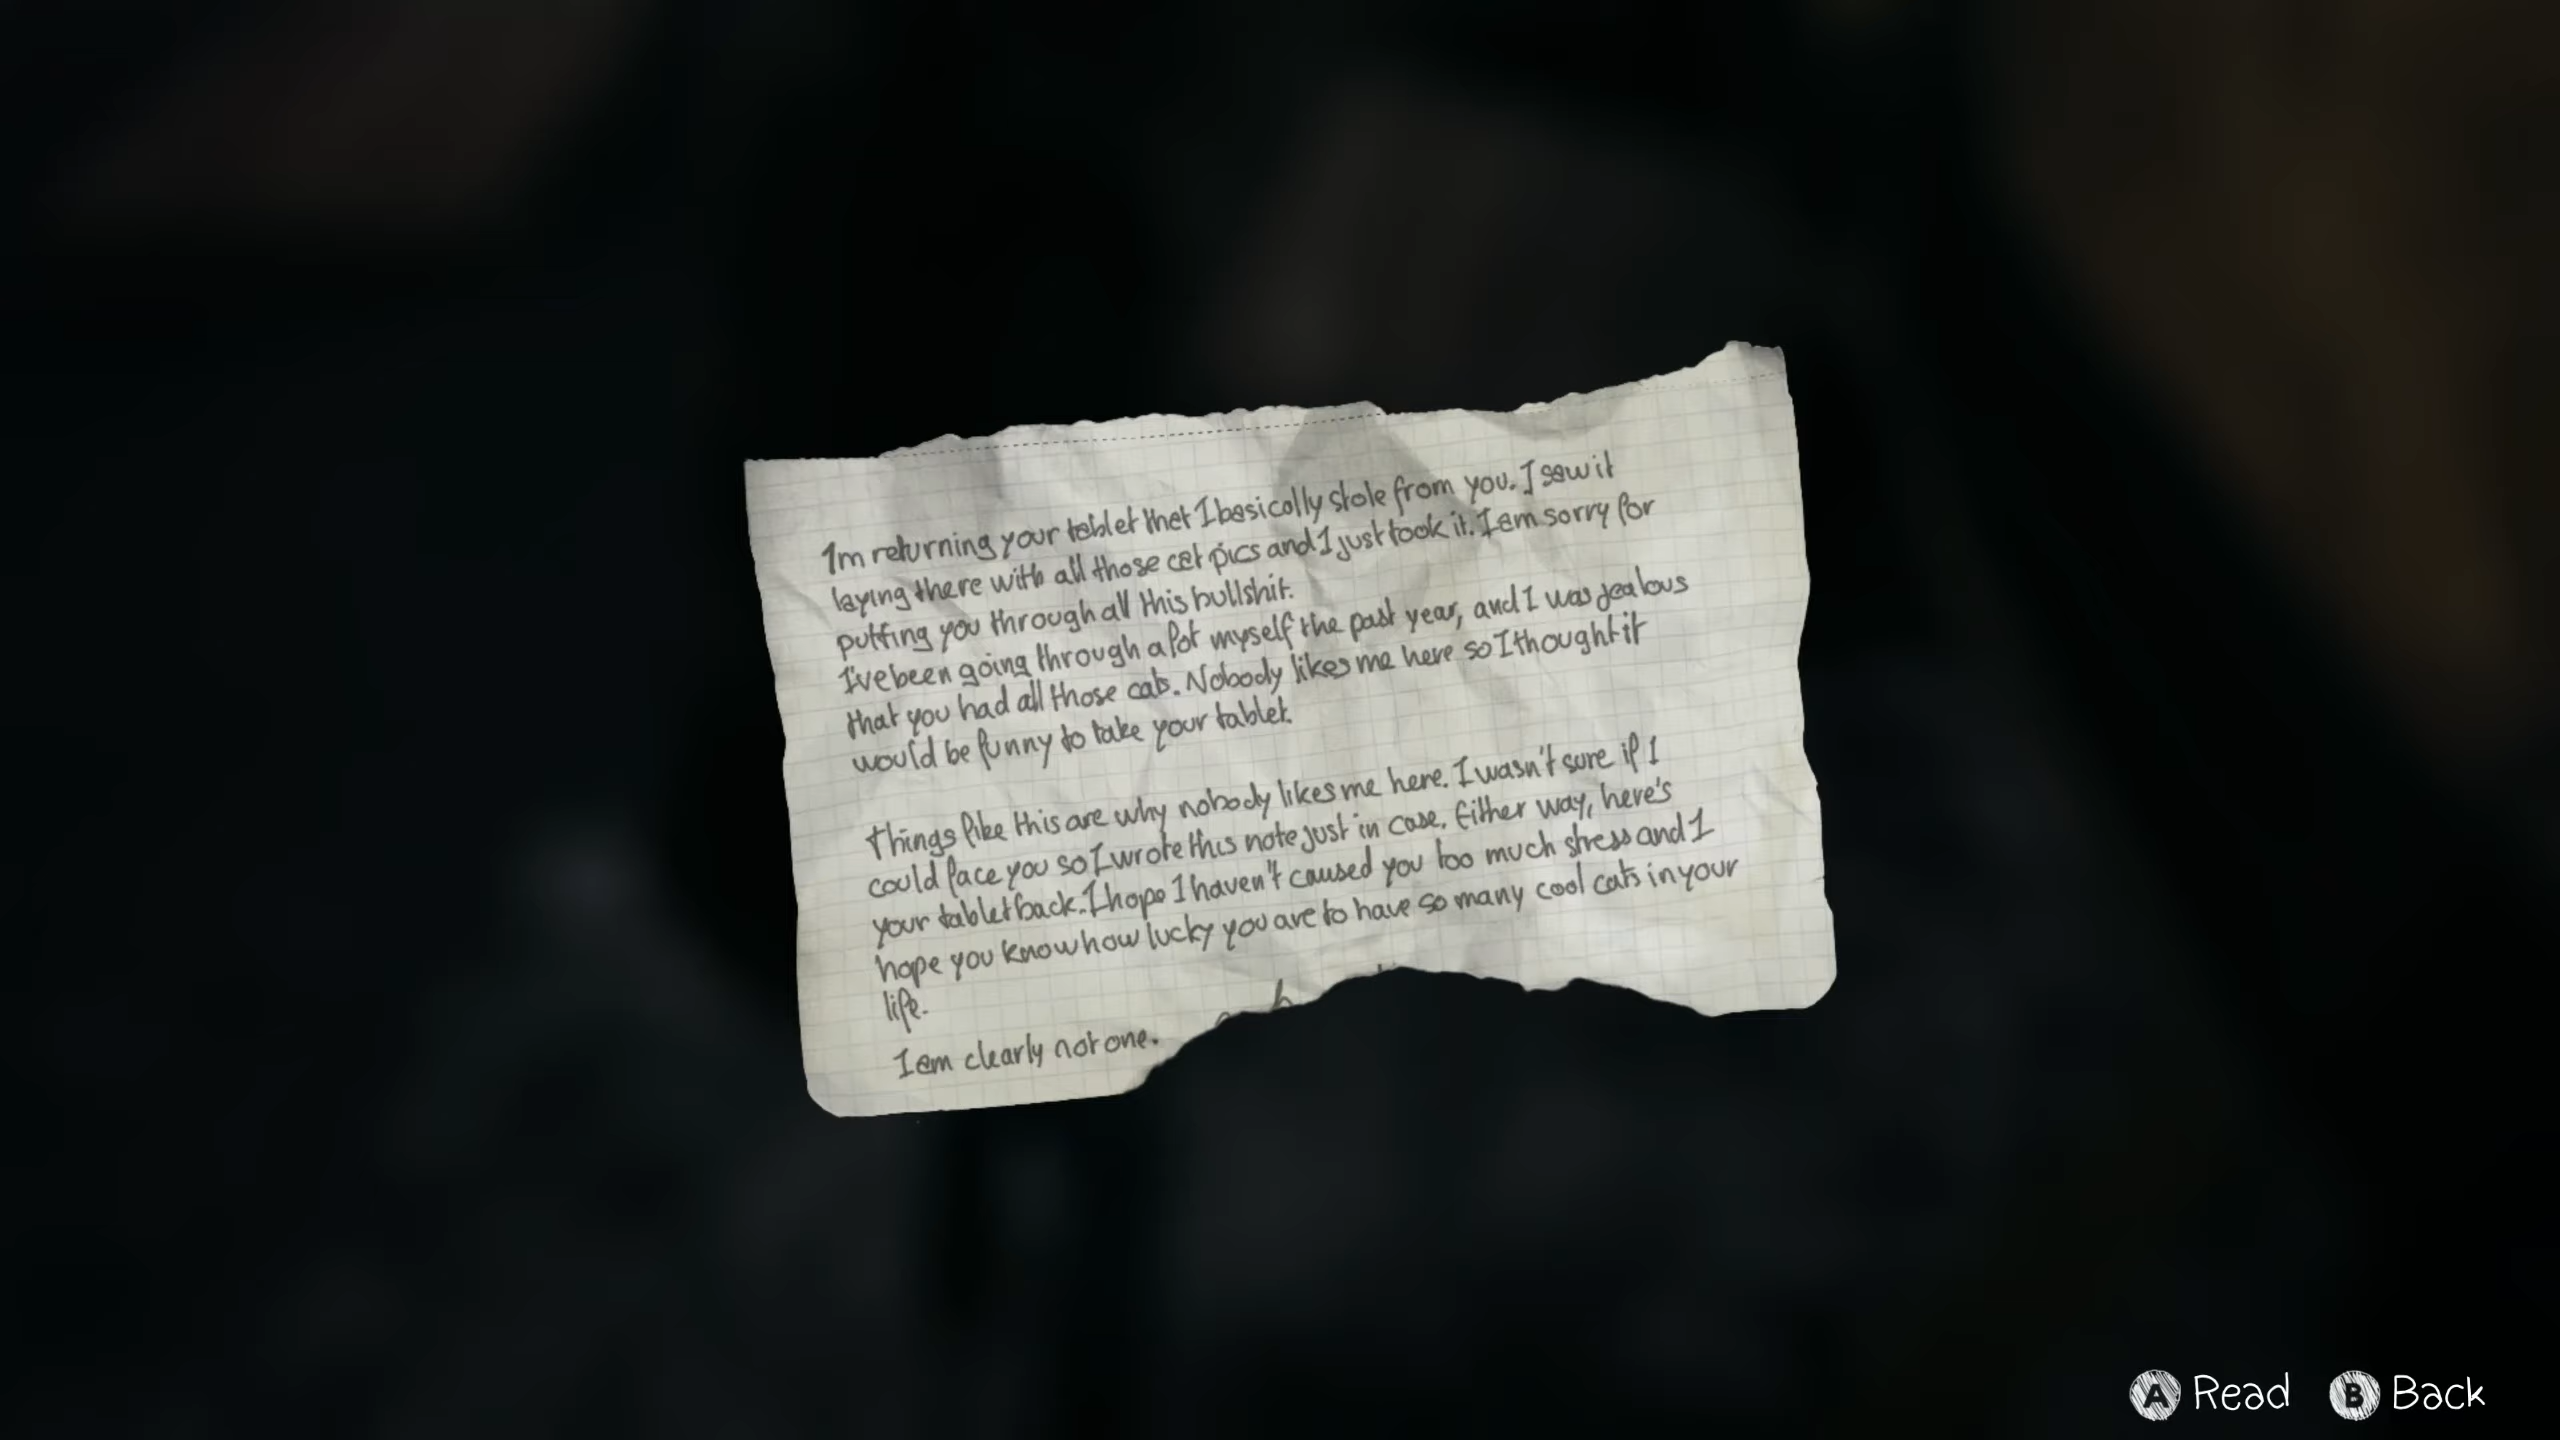 Im returning your tablet that I basically stole from you. I saw it
laying there with all those cat pics and I just took it. I am sorry for
putting you through all this bullshit.
I've been going through a lot myself the past year, and I was jealous
that you had all those cats. Nobody likes me here so I thought it
would be funny to take your tablet.
Things like this are why nobody likes me here. I wasn't sure if I
could face you so I wrote this note just in case. Either way, here's
your tablet back. I hope I haven't caused you too much stress and I
hope you know how lucky you are to have so many cool cats in your
life.
I am clearly not one.
A Read B Back